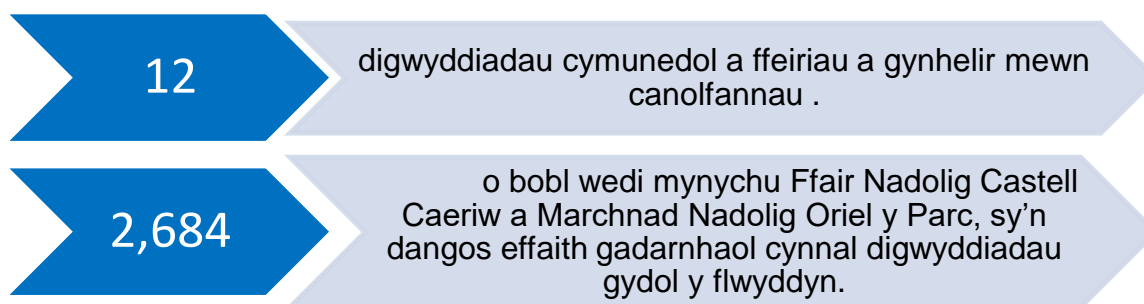 12
digwyddiadau cymunedol a ffeiriau a gynhelir mewn
canolfannau .
2,684
o bobl wedi mynychu Ffair Nadolig Castell
Caeriw a Marchnad Nadolig Oriel y Parc, sy’n
dangos effaith gadarnhaol cynnal digwyddiadau
gydol y flwyddyn.